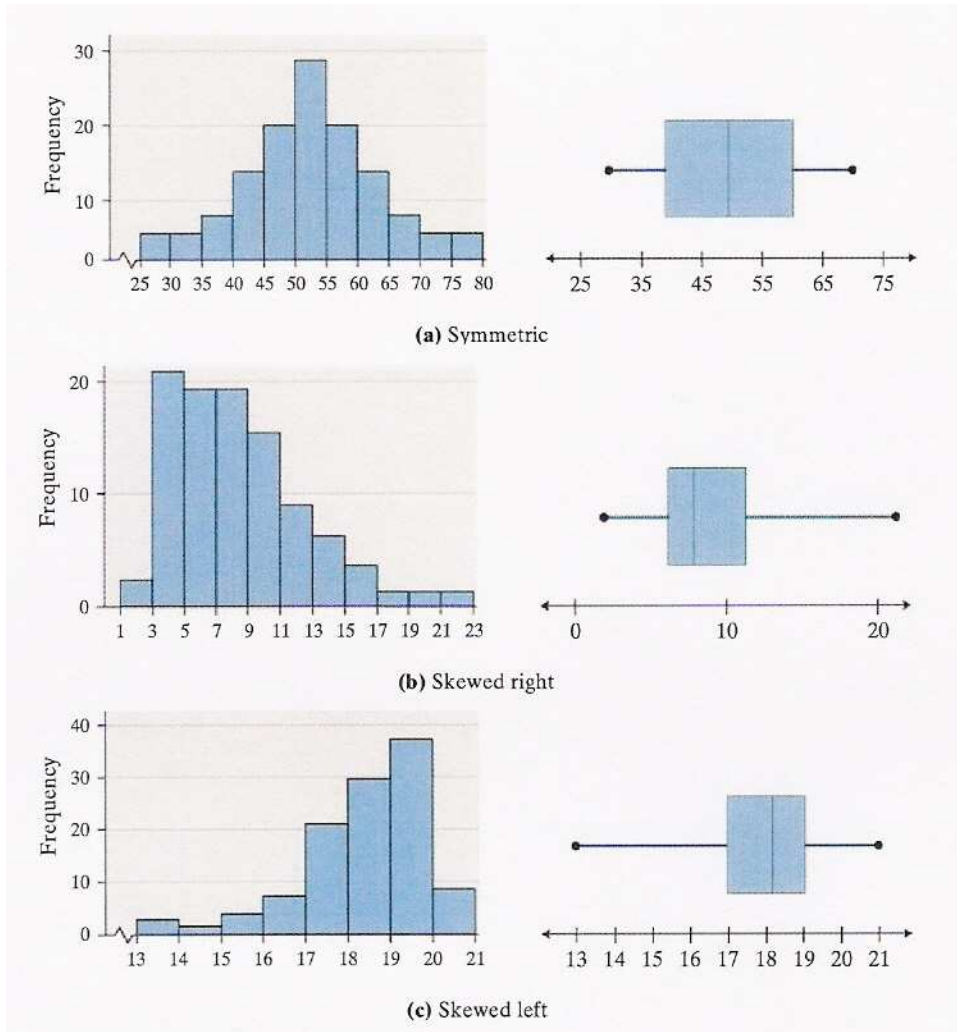 Frequency
30
20
10
0
25 30 35 40 45 50 55 60 65 70 75 80
25 35 45 55 65 75
(a) Symmetric
Frequency
20
10
0
1 3 5 7 9 11 13 15 17 19 21 23
0 10 20
(b) Skewed right
Frequency
40
30
20
10
0
13 14 15 16 17 18 19 20 21
13 14 15 16 17 18 19 20 21
(c) Skewed left